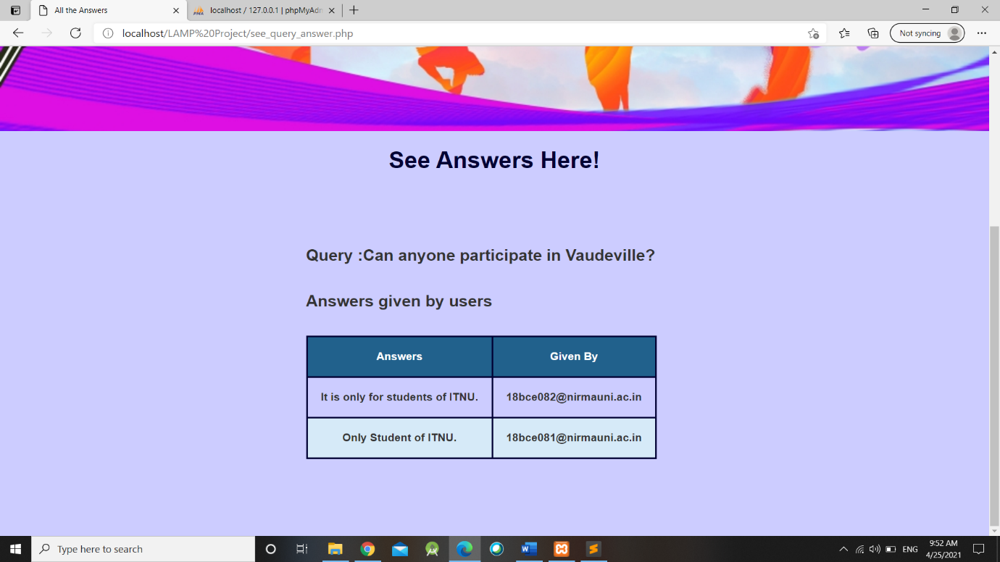 All the Answers
PMA localhost / 127.0.0.1 | phpMyAdm
localhost/LAMP%20Project/see_query_answer.php
Not syncing
See Answers Here!
Query :Can anyone participate in Vaudeville?
Answers given by users
Answers Given By
It is only for students of ITNU. 18bce082@nirmauni.ac.in
Only Student of ITNU. 18bce081@nirmauni.ac.in
Type here to search
ENG
9:52 AM
4/25/2021